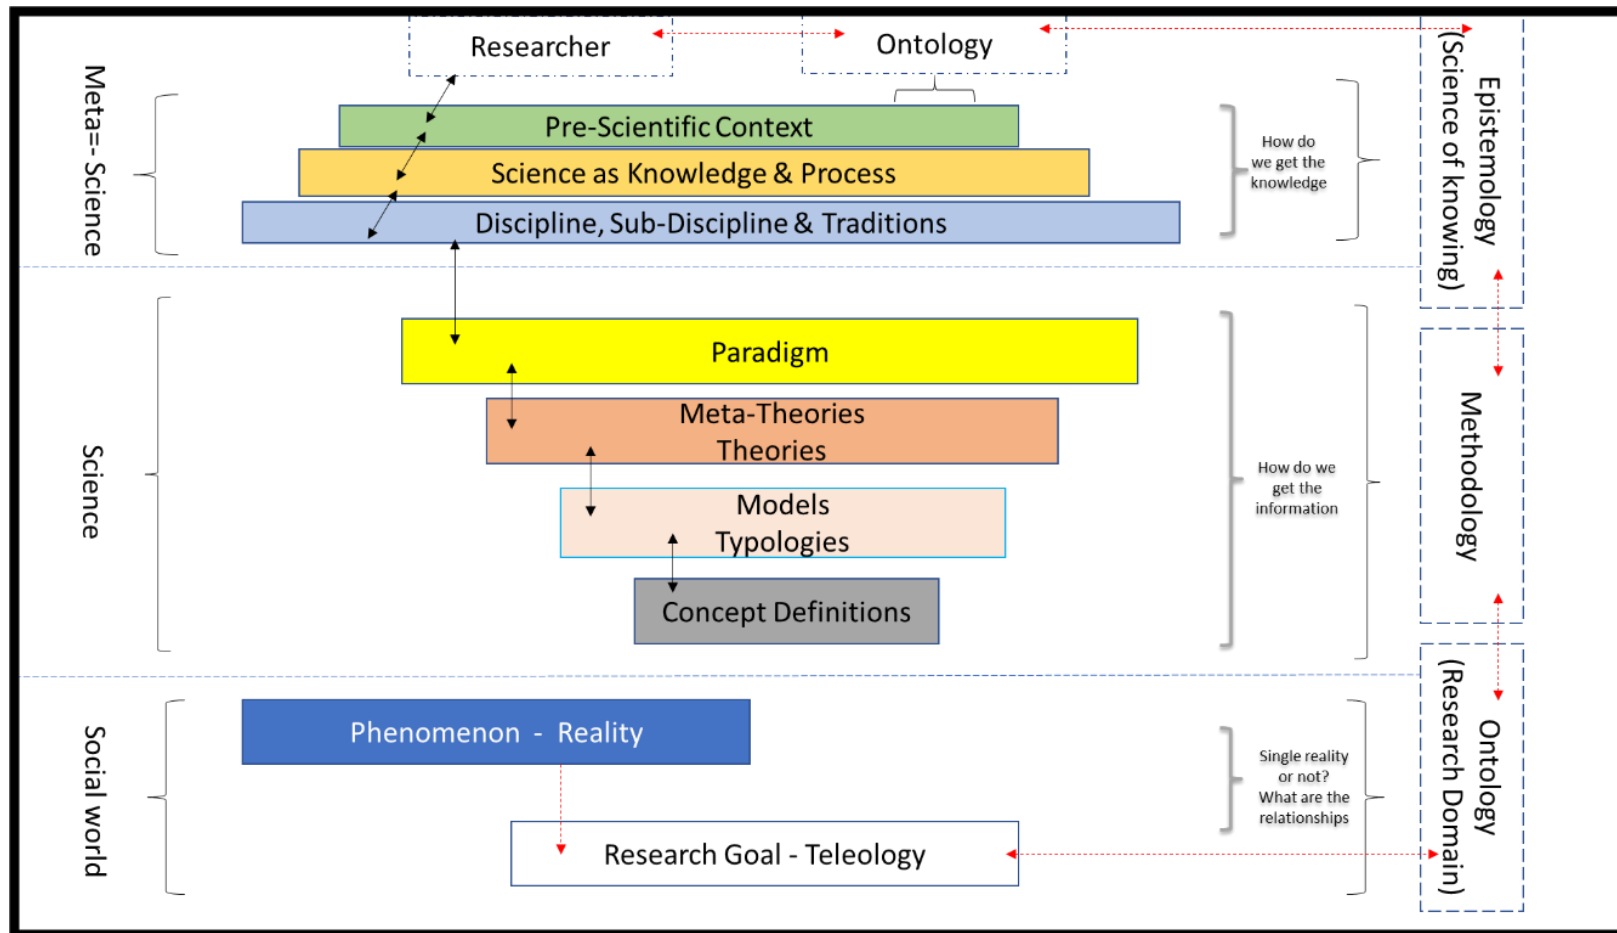 Researcher
Ontology
Meta=- Science
Pre-Scientific Context
Science as Knowledge & Process
Discipline, Sub-Discipline & Traditions
How do
we get the
knowledge
Epistemology
(Science of knowing)
Science
Paradigm
Meta-Theories
Theories
Models
Typologies
Concept Definitions
How do we
get the
information
Methodology
Social world
Phenomenon - Reality
Research Goal - Teleology
Single reality
or not?
What are the
relationships
Ontology
(Research Domain)